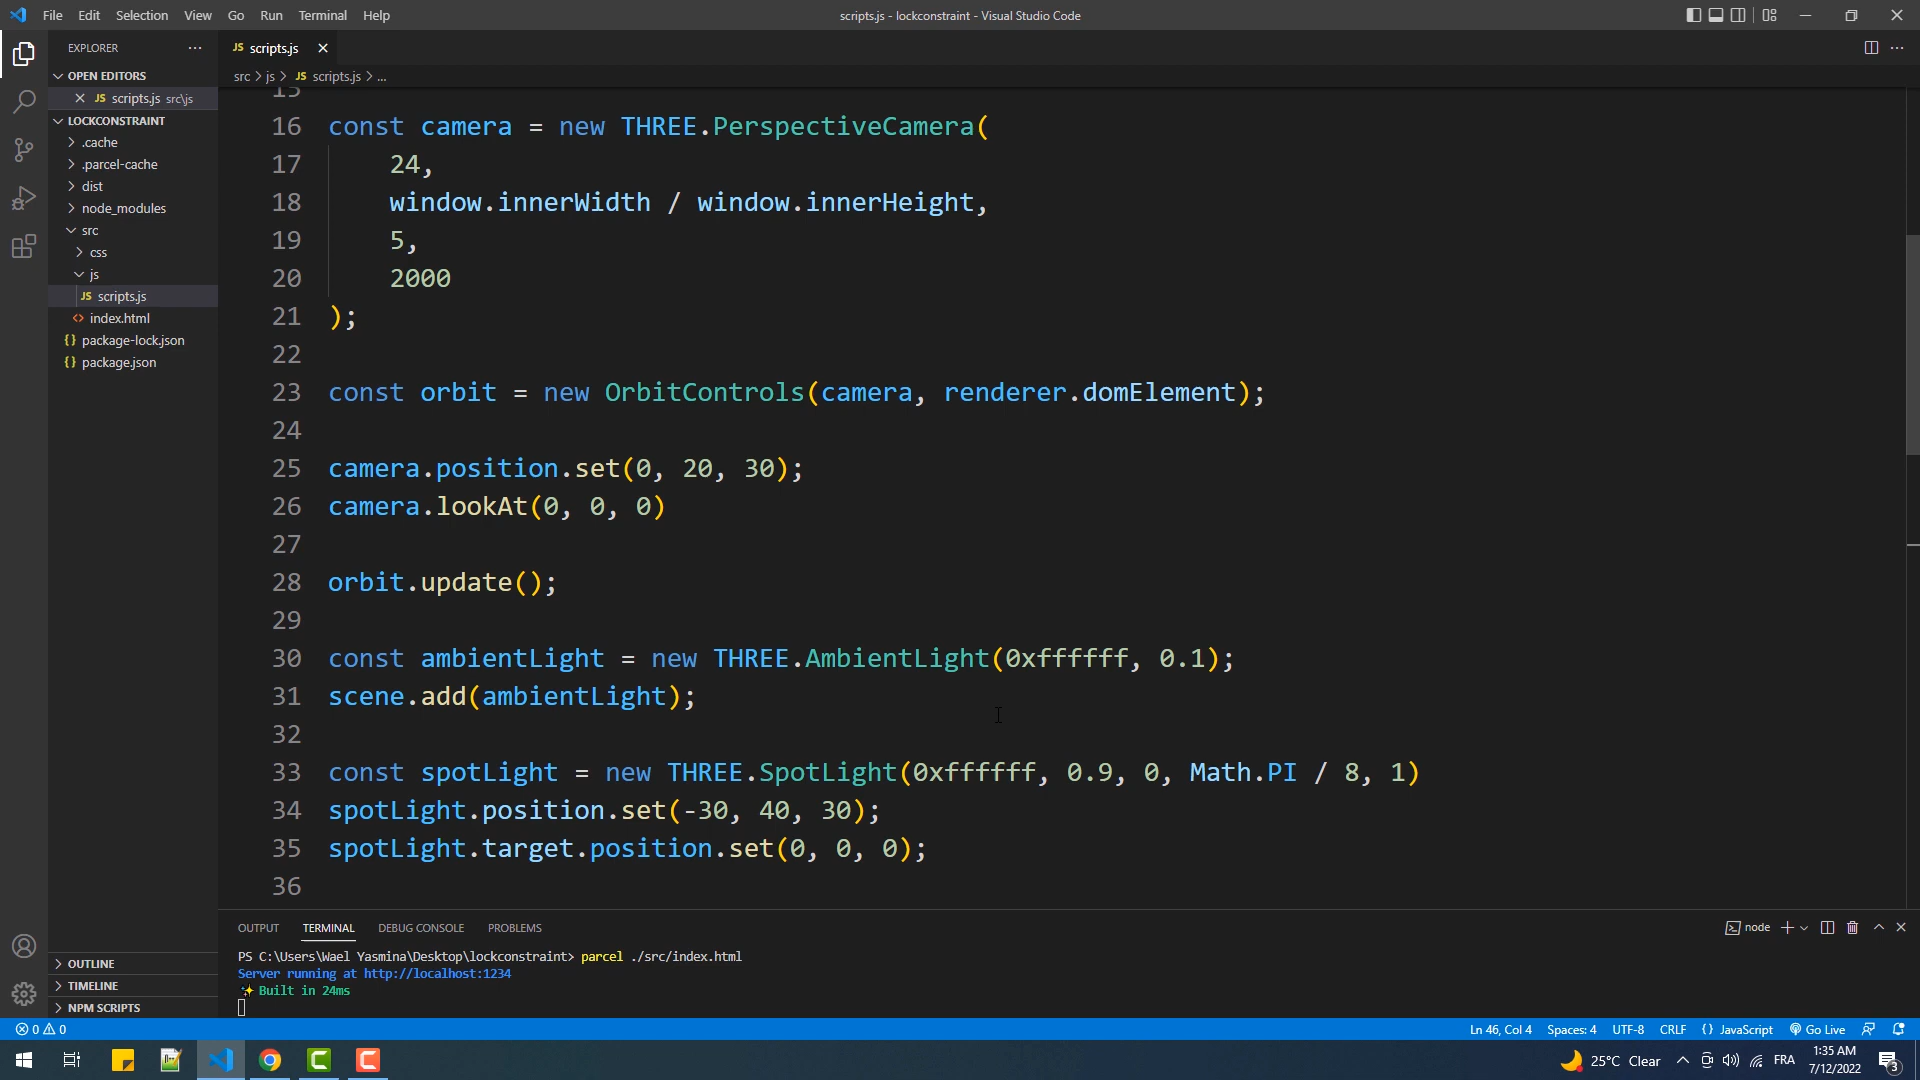 File Edit Selection View Go Run Terminal Help
scripts.js - lockconstraint - Visual Studio Code
EXPLORER
OPEN EDITORS
JS scripts.js src\js
LOCKCONSTRAINT
.cache
.parcel-cache
dist
node_modules
src
css
js
JS scripts.js
<> index.html
{} package-lock.json
{} package.json
OUTLINE
TIMELINE
NPM SCRIPTS
JS scripts.js
src > js > JS scripts.js > ...
15
16 const camera = new THREE.PerspectiveCamera(
17 24,
18 window.innerWidth / window.innerHeight,
19 5,
20 2000
21 );
22
23 const orbit = new OrbitControls(camera, renderer.domElement);
24
25 camera.position.set(0, 20, 30);
26 camera.lookAt(0, 0, 0)
27
28 orbit.update();
29
30 const ambientLight = new THREE.AmbientLight(0xffffff, 0.1);
31 scene.add(ambientLight);
32
33 const spotLight = new THREE.SpotLight(0xffffff, 0.9, 0, Math.PI / 8, 1)
34 spotLight.position.set(-30, 40, 30);
35 spotLight.target.position.set(0, 0, 0);
36
OUTPUT TERMINAL DEBUG CONSOLE PROBLEMS
node
PS C:\Users\Wael Yasmina\Desktop\lockconstraint> parcel ./src/index.html
Server running at http://localhost:1234
✨ Built in 24ms
0 0
Ln 46, Col 4 Spaces: 4 UTF-8 CRLF {} JavaScript Go Live
25°C Clear
FRA
1:35 AM
7/12/2022
3